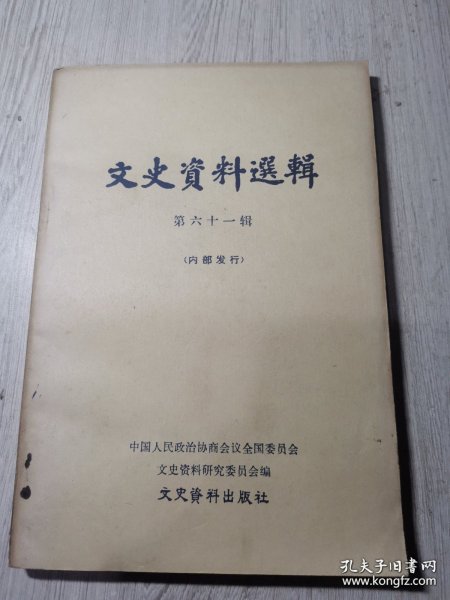 文史資料選輯
第六十一辑
（内部发行）
中国人民政治协商会议全国委员会
文史资料研究委员会编
文史資料出版社
孔夫子旧书网
www.kongfz.com